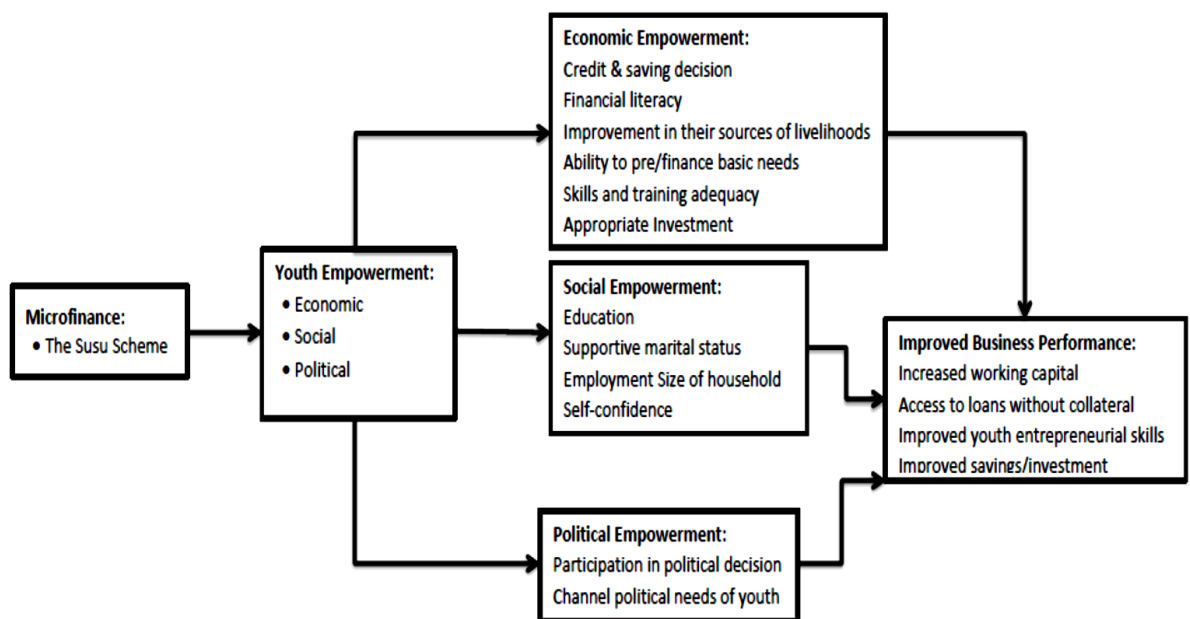 Microfinance:
• The Susu Scheme
Youth Empowerment:
• Economic
• Social
• Political
Economic Empowerment:
Credit & saving decision
Financial literacy
Improvement in their sources of livelihoods
Ability to pre/finance basic needs
Skills and training adequacy
Appropriate Investment
Social Empowerment:
Education
Supportive marital status
Employment Size of household
Self-confidence
Political Empowerment:
Participation in political decision
Channel political needs of youth
Improved Business Performance:
Increased working capital
Access to loans without collateral
Improved youth entrepreneurial skills
Improved savings/investment